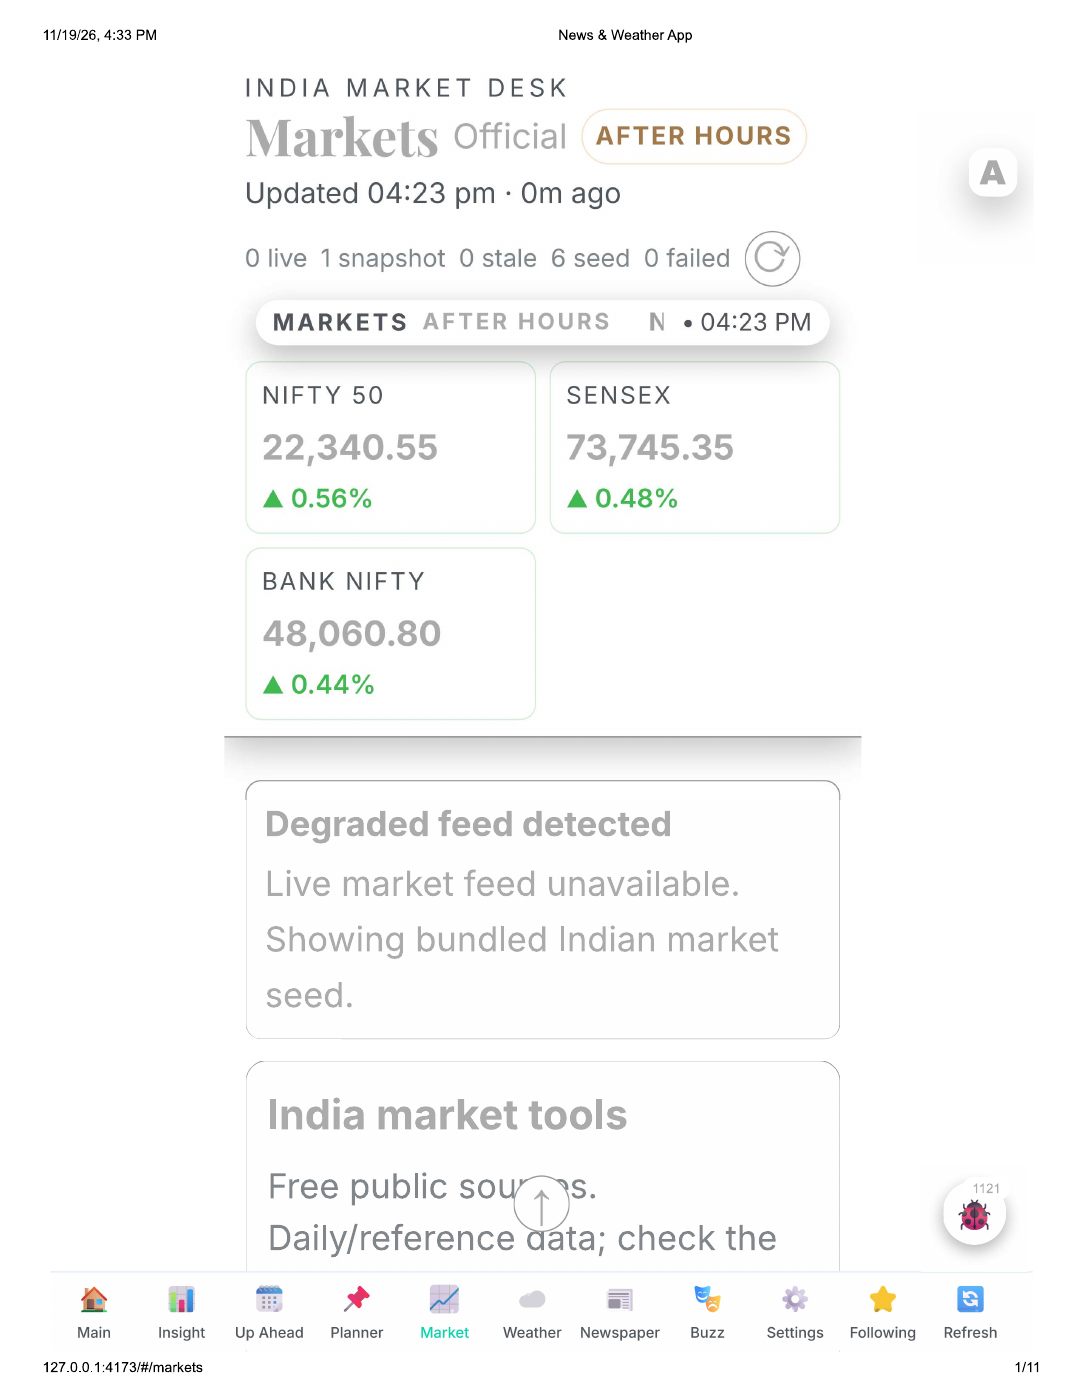 11/19/26, 4:33 PM
News & Weather App
INDIA MARKET DESK
Markets Official AFTER HOURS
A
Updated 04:23 pm · 0m ago
0 live 1 snapshot 0 stale 6 seed 0 failed
MARKETS AFTER HOURS N • 04:23 PM
NIFTY 50
22,340.55
▲ 0.56%
SENSEX
73,745.35
▲ 0.48%
BANK NIFTY
48,060.80
▲ 0.44%
Degraded feed detected
Live market feed unavailable.
Showing bundled Indian market
seed.
India market tools
Free public sources.
Daily/reference data; check the
1121
Main
Insight
Up Ahead
Planner
Market
Weather
Newspaper
Buzz
Settings
Following
Refresh
127.0.0.1:4173/#/markets
1/11